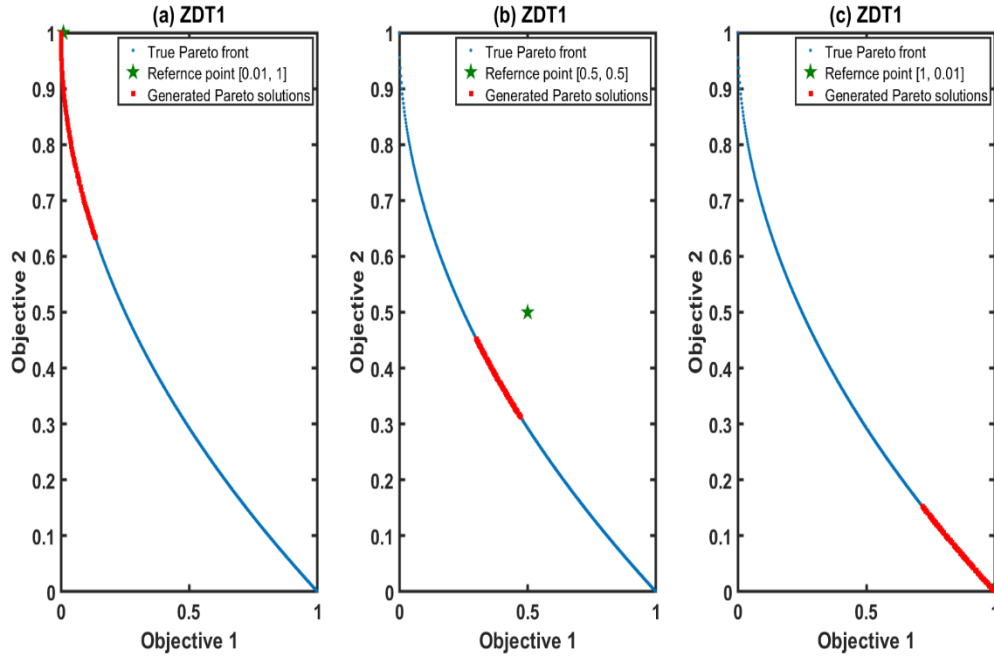 (a) ZDT1
True Pareto front
Refernce point [0.01, 1]
Generated Pareto solutions
1
0.9
0.8
0.7
0.6
0.5
0.4
0.3
0.2
0.1
0
Objective 2
0
0.5
1
Objective 1
(b) ZDT1
True Pareto front
Refernce point [0.5, 0.5]
Generated Pareto solutions
1
0.9
0.8
0.7
0.6
0.5
0.4
0.3
0.2
0.1
0
Objective 2
0
0.5
1
Objective 1
(c) ZDT1
True Pareto front
Refernce point [1, 0.01]
Generated Pareto solutions
1
0.9
0.8
0.7
0.6
0.5
0.4
0.3
0.2
0.1
0
Objective 2
0
0.5
1
Objective 1